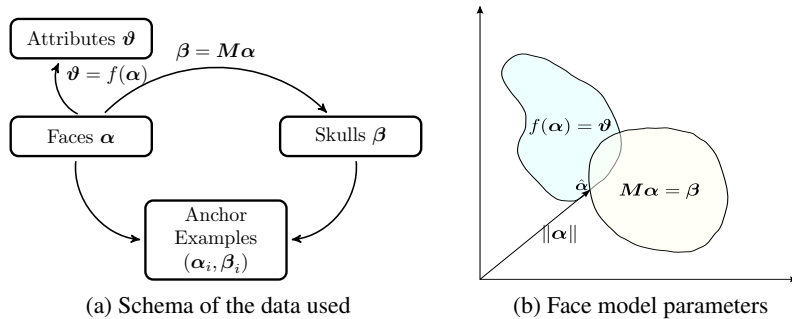 Attributes ϑ
β = Mα
ϑ = f(α)
Faces α
Skulls β
Anchor
Examples
(αᵢ, βᵢ)
(a) Schema of the data used
f(α) = ϑ
α̂
Mα = β
‖α‖
(b) Face model parameters